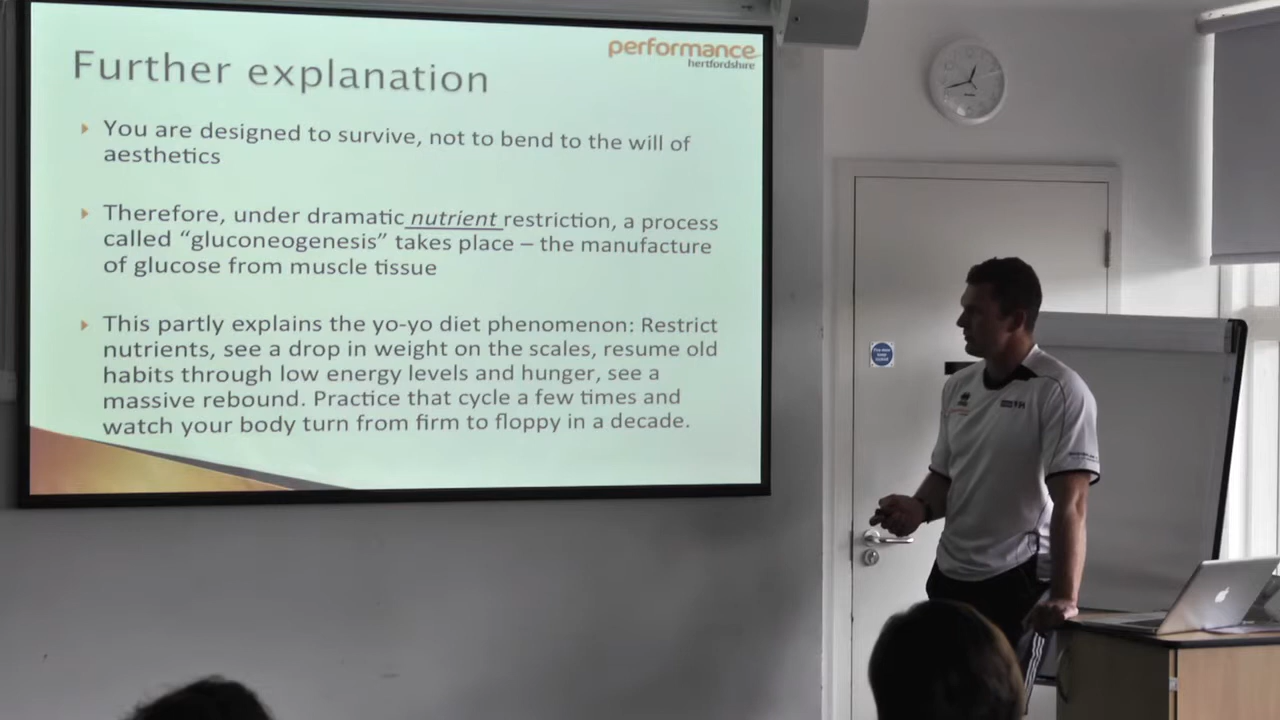 performance
hertfordshire
Further explanation
You are designed to survive, not to bend to the will of
aesthetics
Therefore, under dramatic nutrient restriction, a process
called “gluconeogenesis” takes place – the manufacture
of glucose from muscle tissue
This partly explains the yo-yo diet phenomenon: Restrict
nutrients, see a drop in weight on the scales, resume old
habits through low energy levels and hunger, see a
massive rebound. Practice that cycle a few times and
watch your body turn from firm to floppy in a decade.